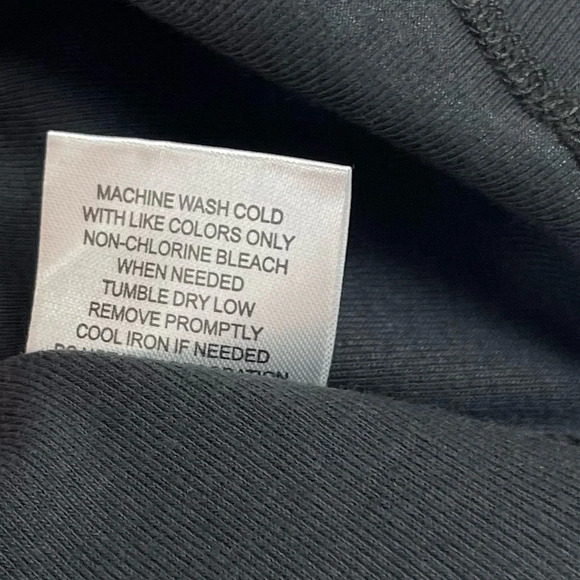 MACHINE WASH COLD
WITH LIKE COLORS ONLY
NON-CHLORINE BLEACH
WHEN NEEDED
TUMBLE DRY LOW
REMOVE PROMPTLY
COOL IRON IF NEEDED